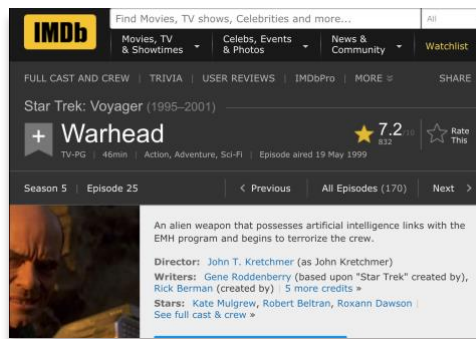 IMDb
Find Movies, TV shows, Celebrities and more...
All
Movies, TV
& Showtimes
Celebs, Events
& Photos
News &
Community
Watchlist
FULL CAST AND CREW | TRIVIA | USER REVIEWS | IMDbPro | MORE
SHARE
Star Trek: Voyager (1995–2001)
+ Warhead
7.2/10
832
Rate
This
TV-PG | 46min | Action, Adventure, Sci-Fi | Episode aired 19 May 1999
Season 5 | Episode 25
< Previous | All Episodes (170) | Next >
An alien weapon that possesses artificial intelligence links with the
EMH program and begins to terrorize the crew.
Director: John T. Kretchmer (as John Kretchmer)
Writers: Gene Roddenberry (based upon "Star Trek" created by),
Rick Berman (created by) | 5 more credits »
Stars: Kate Mulgrew, Robert Beltran, Roxann Dawson |
See full cast & crew »